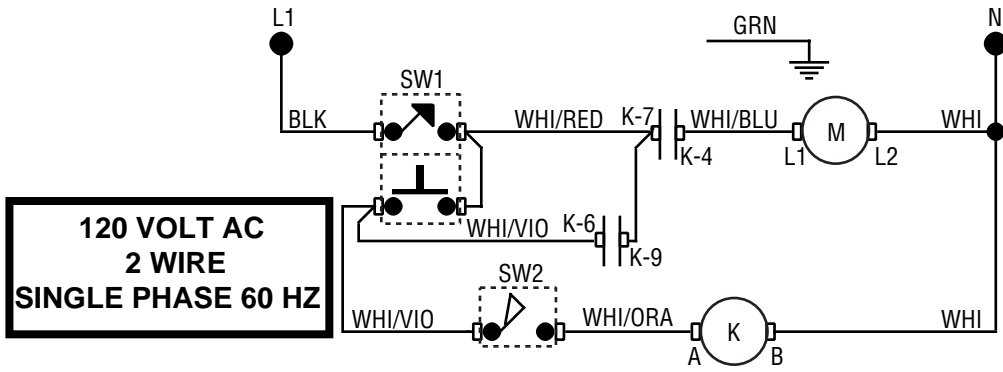 L1
N
GRN
SW1
BLK
WHI/RED
K-7
WHI/BLU
M
WHI
K-4
L1
L2
WHI/VIO
K-6
K-9
120 VOLT AC
2 WIRE
SINGLE PHASE 60 HZ
SW2
WHI/VIO
WHI/ORA
K
WHI
A
B